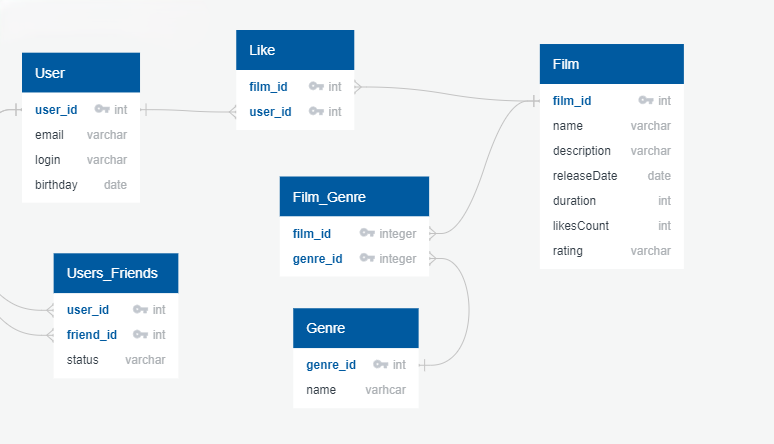 User
user_id int
email varchar
login varchar
birthday date
Like
film_id int
user_id int
Film
film_id int
name varchar
description varchar
releaseDate date
duration int
likesCount int
rating varchar
Film_Genre
film_id integer
genre_id integer
Users_Friends
user_id int
friend_id int
status varchar
Genre
genre_id int
name varhcar